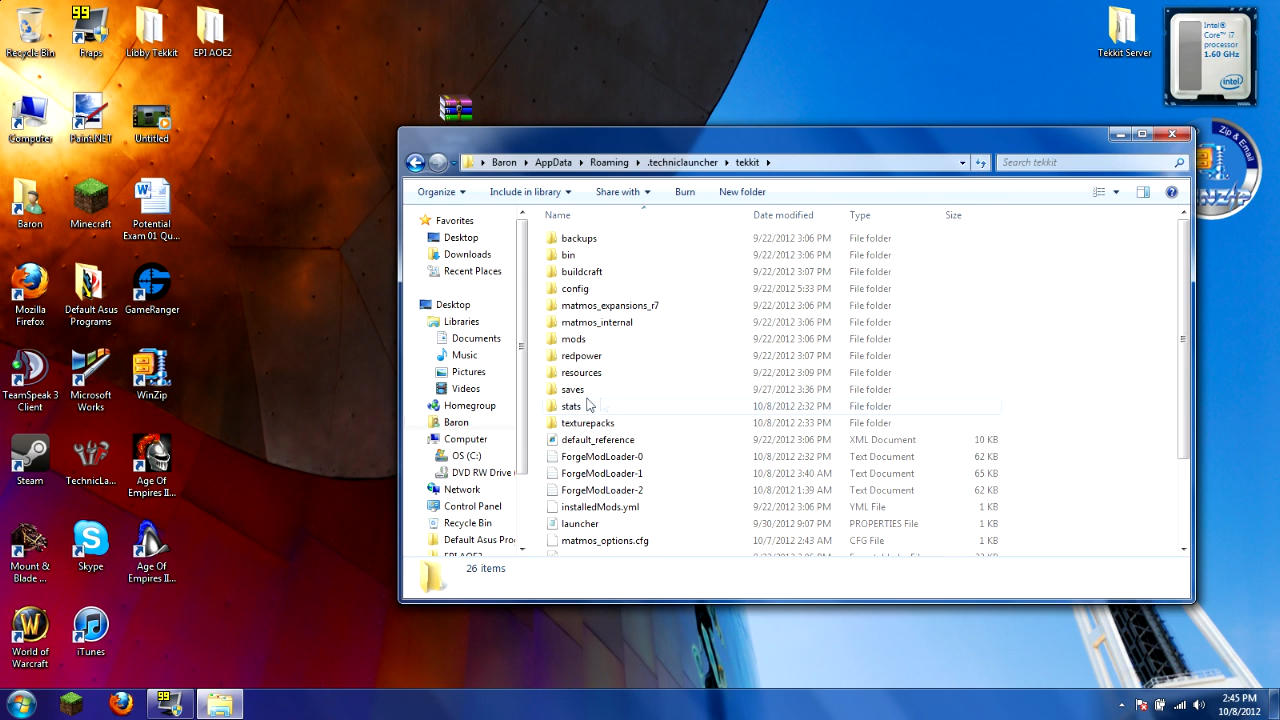 99
Recycle Bin
Fraps
Libby Tekkit
EPI AOE2
Computer
Paint.NET
Untitled
Baron
Minecraft
Potential
Exam 01 Qu...
Mozilla
Firefox
Default Asus
Programs
GameRanger
TeamSpeak 3
Client
Microsoft
Works
WinZip
Steam
TechnicLa...
Age Of
Empires II...
Mount &
Blade ...
Skype
Age Of
Empires II...
World of
Warcraft
iTunes
Tekkit Server
Intel®
Core™ i7
processor
1.60 GHz
intel
Zip & Email
Baron AppData Roaming .techniclauncher tekkit
Search tekkit
Organize Include in library Share with Burn New folder
Name Date modified Type Size
Favorites
Desktop
Downloads
Recent Places
Desktop
Libraries
Documents
Music
Pictures
Videos
Homegroup
Baron
Computer
OS (C:)
DVD RW Drive
Network
Control Panel
Recycle Bin
Default Asus Pro
EPI AOE2
backups 9/22/2012 3:06 PM File folder
bin 9/22/2012 3:06 PM File folder
buildcraft 9/22/2012 3:07 PM File folder
config 9/22/2012 5:33 PM File folder
matmos_expansions_r7 9/22/2012 3:06 PM File folder
matmos_internal 9/22/2012 3:06 PM File folder
mods 9/22/2012 3:06 PM File folder
redpower 9/22/2012 3:07 PM File folder
resources 9/22/2012 3:09 PM File folder
saves 9/27/2012 3:36 PM File folder
stats 10/8/2012 2:32 PM File folder
texturepacks 10/8/2012 2:33 PM File folder
default_reference 9/22/2012 3:06 PM XML Document 10 KB
ForgeModLoader-0 10/8/2012 2:32 PM Text Document 62 KB
ForgeModLoader-1 10/8/2012 3:40 AM Text Document 65 KB
ForgeModLoader-2 10/8/2012 1:39 AM Text Document 62 KB
installedMods.yml 9/22/2012 3:06 PM YML File 1 KB
launcher 9/30/2012 9:07 PM PROPERTIES File 1 KB
matmos_options.cfg 10/7/2012 2:43 AM CFG File 1 KB
26 items
99
2:45 PM
10/8/2012